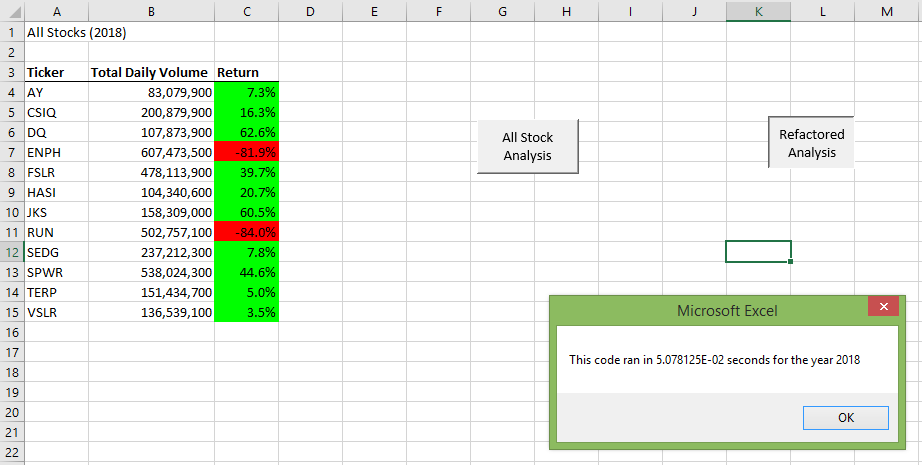 A B C D E F G H I J K L M
1 All Stocks (2018)
2
3 Ticker Total Daily Volume Return
4 AY 83,079,900 7.3%
5 CSIQ 200,879,900 16.3%
6 DQ 107,873,900 62.6%
7 ENPH 607,473,500 -81.9%
8 FSLR 478,113,900 39.7%
9 HASI 104,340,600 20.7%
10 JKS 158,309,000 60.5%
11 RUN 502,757,100 -84.0%
12 SEDG 237,212,300 7.8%
13 SPWR 538,024,300 44.6%
14 TERP 151,434,700 5.0%
15 VSLR 136,539,100 3.5%
16
17
18
19
20
21
22
All Stock
Analysis
Refactored
Analysis
Microsoft Excel
This code ran in 5.078125E-02 seconds for the year 2018
OK